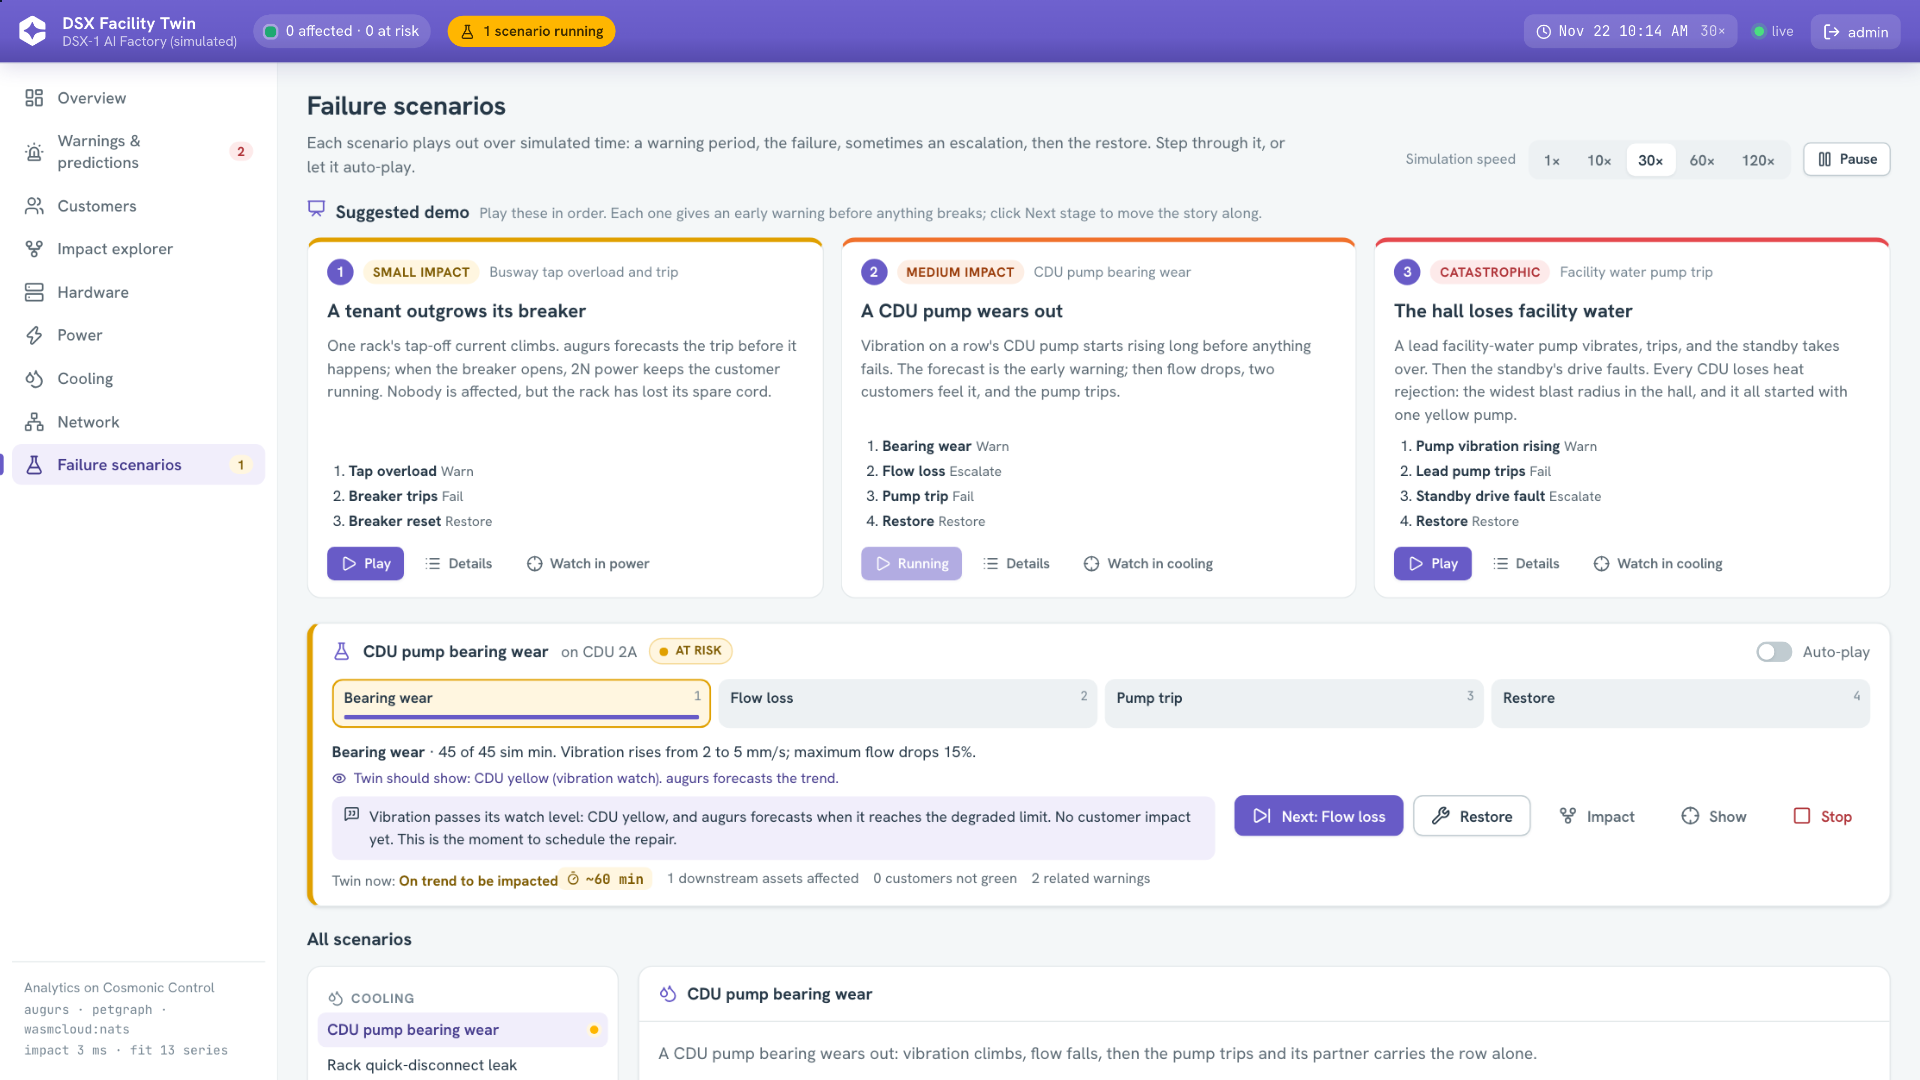 DSX Facility Twin
DSX-1 AI Factory (simulated)
0 affected · 0 at risk
1 scenario running
Nov 22 10:14 AM 30×
live
admin
Overview
Warnings &
predictions
2
Customers
Impact explorer
Hardware
Power
Cooling
Network
Failure scenarios
1
Analytics on Cosmonic Control
augurs · petgraph ·
wasmcloud:nats
impact 3 ms · fit 13 series
Failure scenarios
Each scenario plays out over simulated time: a warning period, the failure, sometimes an escalation, then the restore. Step through it, or
let it auto-play.
Simulation speed
1×
10×
30×
60×
120×
Pause
Suggested demo
Play these in order. Each one gives an early warning before anything breaks; click Next stage to move the story along.
1
SMALL IMPACT
Busway tap overload and trip
A tenant outgrows its breaker
One rack's tap-off current climbs. augurs forecasts the trip before it
happens; when the breaker opens, 2N power keeps the customer
running. Nobody is affected, but the rack has lost its spare cord.
1. Tap overload Warn
2. Breaker trips Fail
3. Breaker reset Restore
Play
Details
Watch in power
2
MEDIUM IMPACT
CDU pump bearing wear
A CDU pump wears out
Vibration on a row's CDU pump starts rising long before anything
fails. The forecast is the early warning; then flow drops, two
customers feel it, and the pump trips.
1. Bearing wear Warn
2. Flow loss Escalate
3. Pump trip Fail
4. Restore Restore
Running
Details
Watch in cooling
3
CATASTROPHIC
Facility water pump trip
The hall loses facility water
A lead facility-water pump vibrates, trips, and the standby takes
over. Then the standby's drive faults. Every CDU loses heat
rejection: the widest blast radius in the hall, and it all started with
one yellow pump.
1. Pump vibration rising Warn
2. Lead pump trips Fail
3. Standby drive fault Escalate
4. Restore Restore
Play
Details
Watch in cooling
CDU pump bearing wear
on CDU 2A
AT RISK
Auto-play
Bearing wear
1
Flow loss
2
Pump trip
3
Restore
4
Bearing wear · 45 of 45 sim min. Vibration rises from 2 to 5 mm/s; maximum flow drops 15%.
Twin should show: CDU yellow (vibration watch). augurs forecasts the trend.
Vibration passes its watch level: CDU yellow, and augurs forecasts when it reaches the degraded limit. No customer impact
yet. This is the moment to schedule the repair.
Next: Flow loss
Restore
Impact
Show
Stop
Twin now: On trend to be impacted
~60 min
1 downstream assets affected
0 customers not green
2 related warnings
All scenarios
COOLING
CDU pump bearing wear
Rack quick-disconnect leak
CDU pump bearing wear
A CDU pump bearing wears out: vibration climbs, flow falls, then the pump trips and its partner carries the row alone.